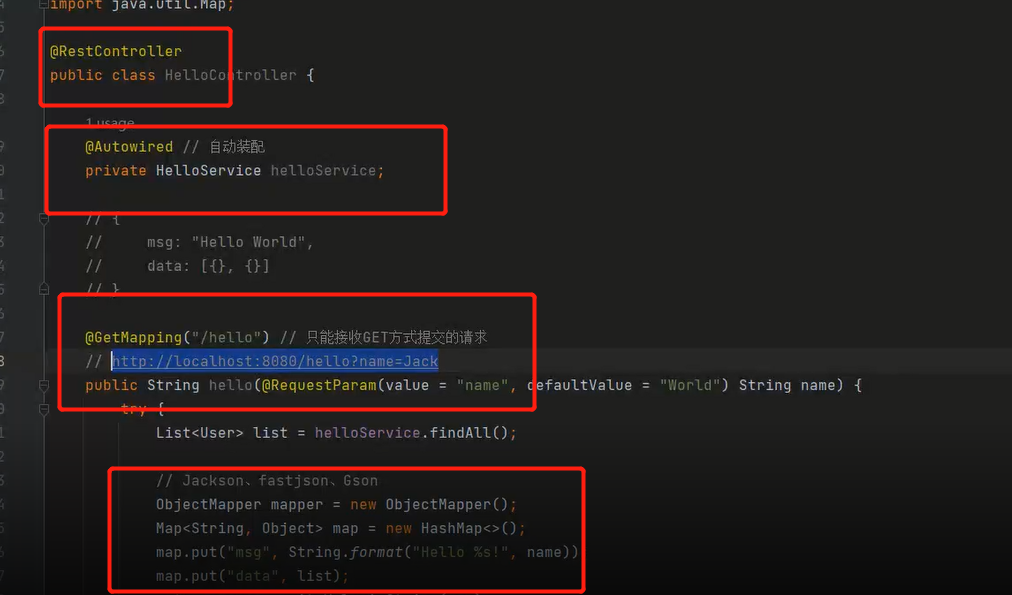 import java.util.Map;
@RestController
public class HelloController {
1 usage
@Autowired // 自动装配
private HelloService helloService;
// {
//     msg: "Hello World",
//     data: [{}, {}]
// }
@GetMapping("/hello") // 只能接收GET方式提交的请求
// http://localhost:8080/hello?name=Jack
public String hello(@RequestParam(value = "name", defaultValue = "World") String name) {
try {
List<User> list = helloService.findAll();
// Jackson、fastjson、Gson
ObjectMapper mapper = new ObjectMapper();
Map<String, Object> map = new HashMap<>();
map.put("msg", String.format("Hello %s!", name))
map.put("data", list);